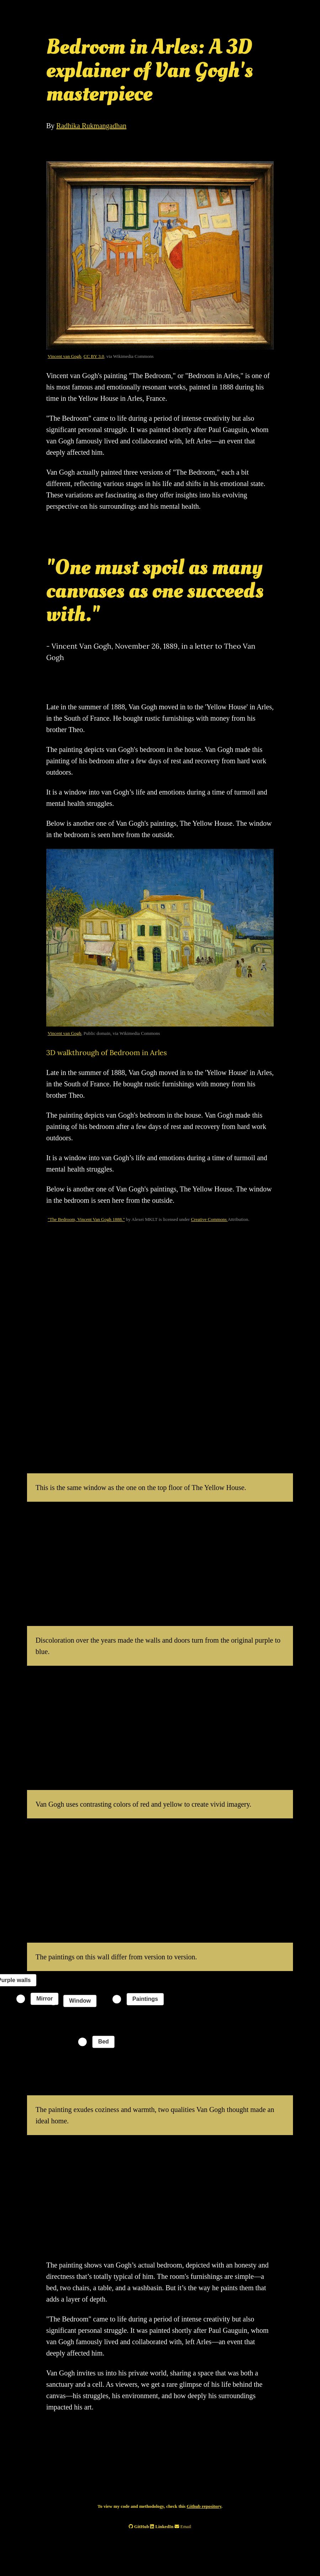 Bedroom in Arles: A 3D
explainer of Van Gogh's
masterpiece
By Radhika Rukmangadhan
Vincent van Gogh, CC BY 3.0, via Wikimedia Commons
Vincent van Gogh's painting "The Bedroom," or "Bedroom in Arles," is one of
his most famous and emotionally resonant works, painted in 1888 during his
time in the Yellow House in Arles, France.
"The Bedroom" came to life during a period of intense creativity but also
significant personal struggle. It was painted shortly after Paul Gauguin, whom
van Gogh famously lived and collaborated with, left Arles—an event that
deeply affected him.
Van Gogh actually painted three versions of "The Bedroom," each a bit
different, reflecting various stages in his life and shifts in his emotional state.
These variations are fascinating as they offer insights into his evolving
perspective on his surroundings and his mental health.
"One must spoil as many
canvases as one succeeds
with."
- Vincent Van Gogh, November 26, 1889, in a letter to Theo Van
Gogh
Late in the summer of 1888, Van Gogh moved in to the 'Yellow House' in Arles,
in the South of France. He bought rustic furnishings with money from his
brother Theo.
The painting depicts van Gogh's bedroom in the house. Van Gogh made this
painting of his bedroom after a few days of rest and recovery from hard work
outdoors.
It is a window into van Gogh’s life and emotions during a time of turmoil and
mental health struggles.
Below is another one of Van Gogh's paintings, The Yellow House. The window
in the bedroom is seen here from the outside.
Vincent van Gogh, Public domain, via Wikimedia Commons
3D walkthrough of Bedroom in Arles
Late in the summer of 1888, Van Gogh moved in to the 'Yellow House' in Arles,
in the South of France. He bought rustic furnishings with money from his
brother Theo.
The painting depicts van Gogh's bedroom in the house. Van Gogh made this
painting of his bedroom after a few days of rest and recovery from hard work
outdoors.
It is a window into van Gogh’s life and emotions during a time of turmoil and
mental health struggles.
Below is another one of Van Gogh's paintings, The Yellow House. The window
in the bedroom is seen here from the outside.
"The Bedroom, Vincent Van Gogh 1888." by Alexei MKGT is licensed under Creative Commons Attribution.
This is the same window as the one on the top floor of The Yellow House.
Discoloration over the years made the walls and doors turn from the original purple to
blue.
Van Gogh uses contrasting colors of red and yellow to create vivid imagery.
The paintings on this wall differ from version to version.
Purple walls
Mirror
Window
Paintings
Bed
The painting exudes coziness and warmth, two qualities Van Gogh thought made an
ideal home.
The painting shows van Gogh’s actual bedroom, depicted with an honesty and
directness that’s totally typical of him. The room's furnishings are simple—a
bed, two chairs, a table, and a washbasin. But it’s the way he paints them that
adds a layer of depth.
"The Bedroom" came to life during a period of intense creativity but also
significant personal struggle. It was painted shortly after Paul Gauguin, whom
van Gogh famously lived and collaborated with, left Arles—an event that
deeply affected him.
Van Gogh invites us into his private world, sharing a space that was both a
sanctuary and a cell. As viewers, we get a rare glimpse of his life behind the
canvas—his struggles, his environment, and how deeply his surroundings
impacted his art.
To view my code and methodology, check this Github repository.
GitHub LinkedIn Email